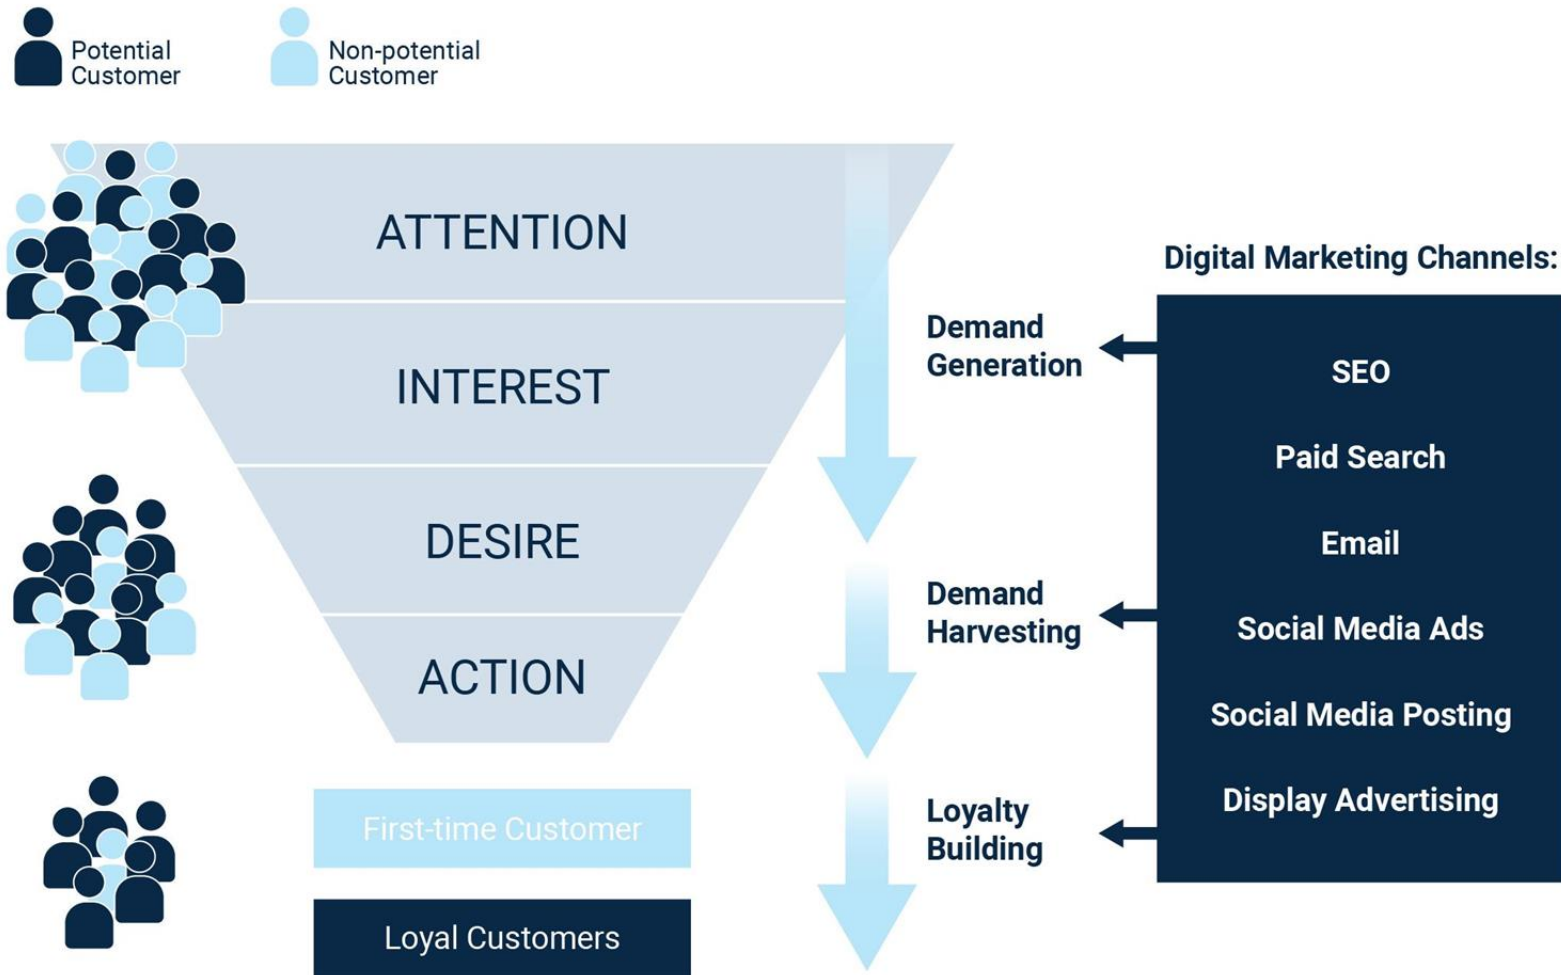 Potential
Customer
Non-potential
Customer
ATTENTION
INTEREST
DESIRE
ACTION
First-time Customer
Loyal Customers
Demand
Generation
Demand
Harvesting
Loyalty
Building
Digital Marketing Channels:
SEO
Paid Search
Email
Social Media Ads
Social Media Posting
Display Advertising